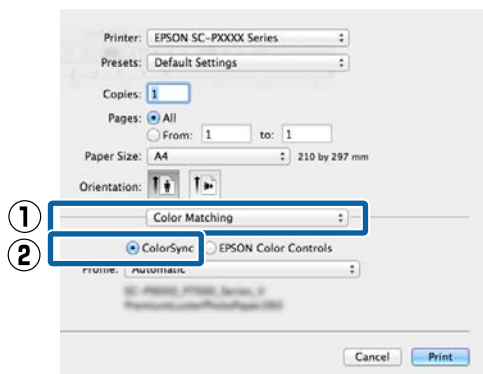 Printer: EPSON SC-PXXXX Series
Presets: Default Settings
Copies: 1
Pages: All
From: 1 to: 1
Paper Size: A4 210 by 297 mm
Orientation:
① Color Matching
② ColorSync EPSON Color Controls
Profile: Automatic
Cancel Print